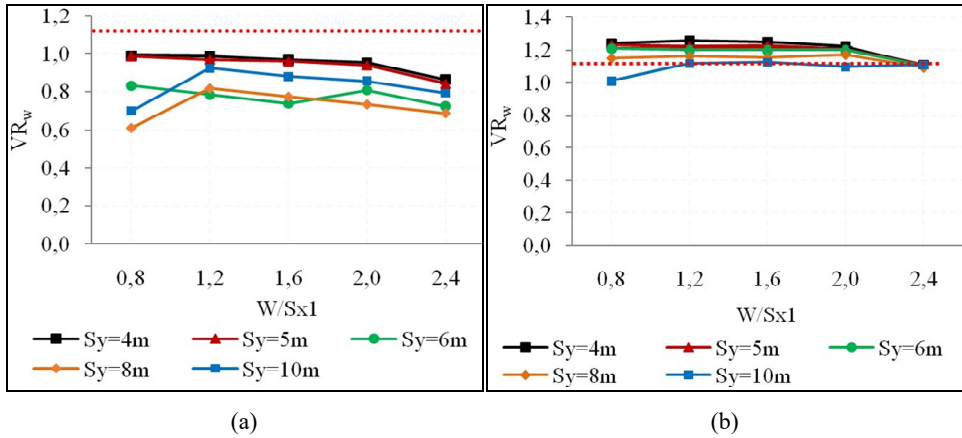 1,2
1,0
0,8
0,6
0,4
0,2
0,0
VRw
0,8 1,2 1,6 2,0 2,4
W/Sx1
Sy=4m Sy=5m Sy=6m
Sy=8m Sy=10m
(a)
1,4
1,2
1,0
0,8
0,6
0,4
0,2
0,0
VRw
0,8 1,2 1,6 2,0 2,4
W/Sx1
Sy=4m Sy=5m Sy=6m
Sy=8m Sy=10m
(b)